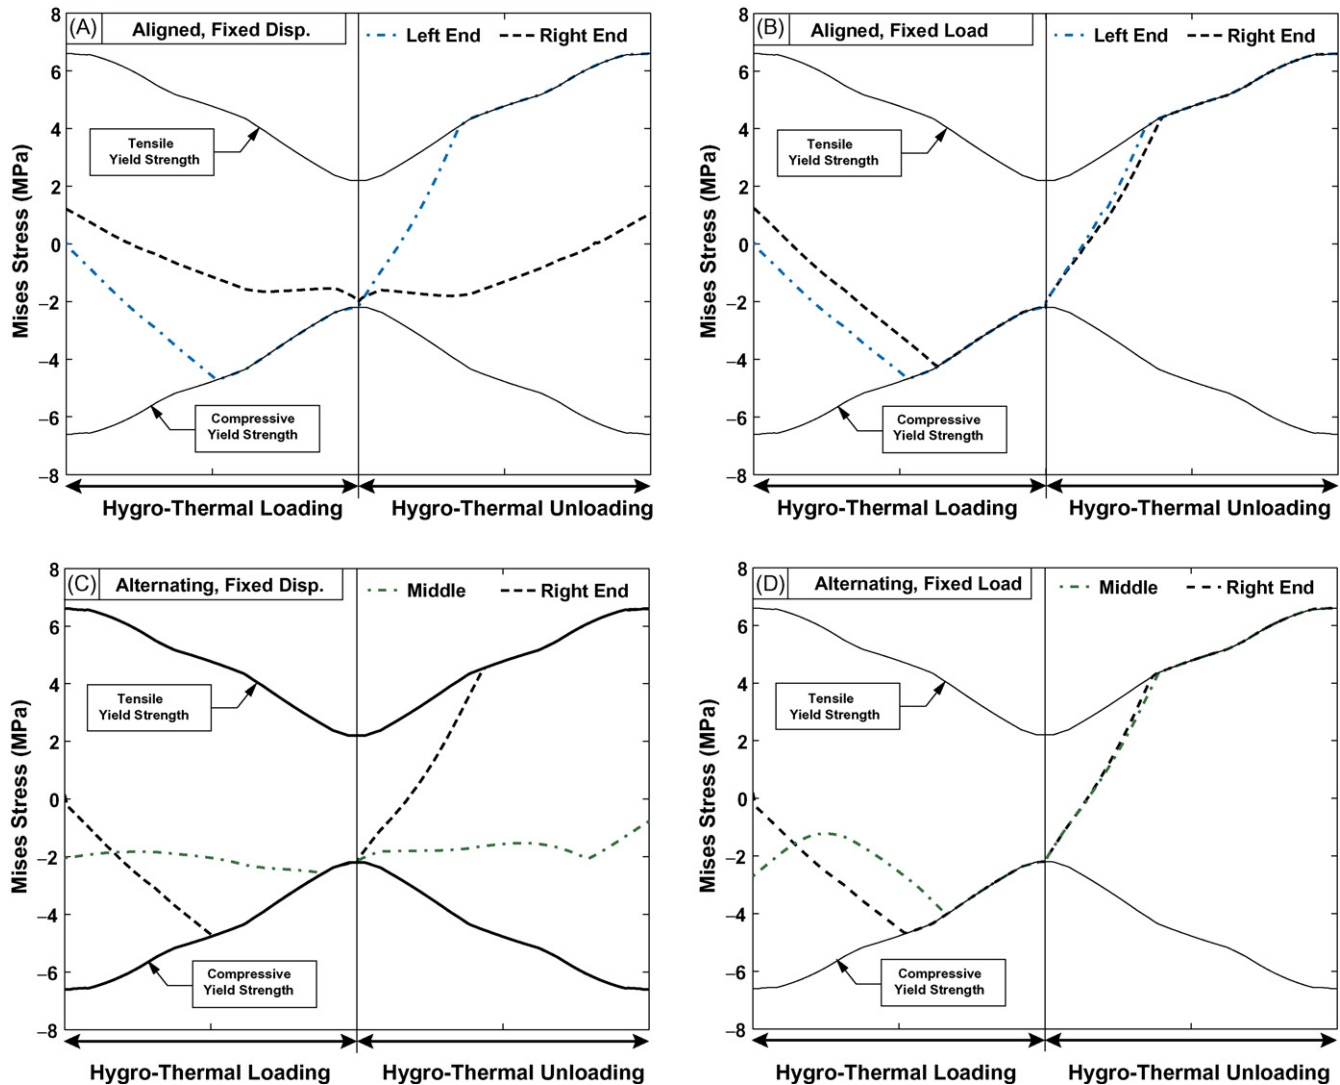 (A) Aligned, Fixed Disp. Left End Right End
8
6
4
2
0
−2
−4
−6
−8
Mises Stress (MPa)
Tensile
Yield Strength
Compressive
Yield Strength
Hygro-Thermal Loading Hygro-Thermal Unloading
(B) Aligned, Fixed Load Left End Right End
8
6
4
2
0
−2
−4
−6
−8
Mises Stress (MPa)
Tensile
Yield Strength
Compressive
Yield Strength
Hygro-Thermal Loading Hygro-Thermal Unloading
(C) Alternating, Fixed Disp. Middle Right End
8
6
4
2
0
−2
−4
−6
−8
Mises Stress (MPa)
Tensile
Yield Strength
Compressive
Yield Strength
Hygro-Thermal Loading Hygro-Thermal Unloading
(D) Alternating, Fixed Load Middle Right End
8
6
4
2
0
−2
−4
−6
−8
Mises Stress (MPa)
Tensile
Yield Strength
Compressive
Yield Strength
Hygro-Thermal Loading Hygro-Thermal Unloading